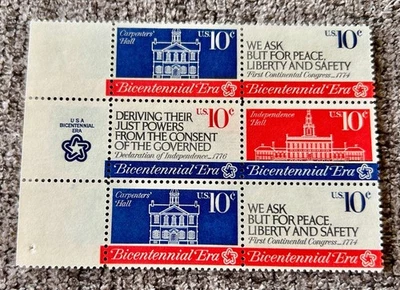 Carpenters'
Hall
U.S. 10c
Bicentennial Era
U.S. 10c
WE ASK
BUT FOR PEACE,
LIBERTY AND SAFETY
First Continental Congress...1774
Bicentennial Era
USA
BICENTENNIAL
ERA
U.S. 10c
DERIVING THEIR
JUST POWERS
FROM THE CONSENT
OF THE GOVERNED
Declaration of Independence...1776
Bicentennial Era
Independence
Hall
U.S. 10c
Bicentennial Era
Carpenters'
Hall
U.S. 10c
Bicentennial Era
U.S. 10c
WE ASK
BUT FOR PEACE,
LIBERTY AND SAFETY
First Continental Congress...1774
Bicentennial Era